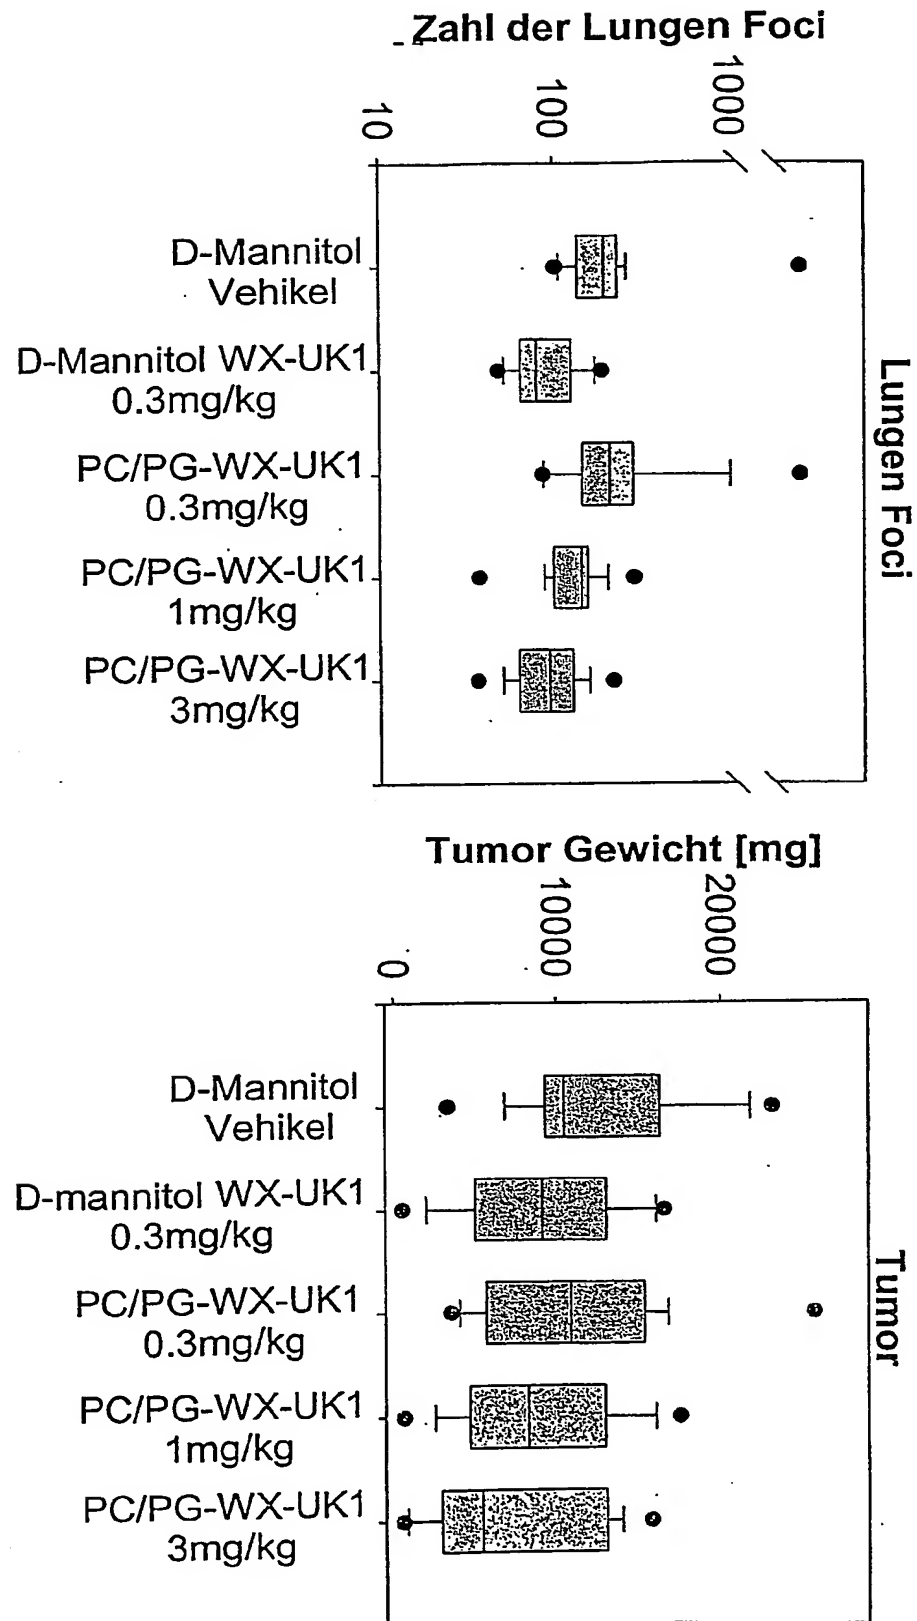 Zahl der Lungen Foci
1000
100
10
Lungen Foci
D-Mannitol
Vehikel
D-Mannitol WX-UK1
0.3mg/kg
PC/PG-WX-UK1
0.3mg/kg
PC/PG-WX-UK1
1mg/kg
PC/PG-WX-UK1
3mg/kg
Tumor Gewicht [mg]
20000
10000
0
Tumor
D-Mannitol
Vehikel
D-mannitol WX-UK1
0.3mg/kg
PC/PG-WX-UK1
0.3mg/kg
PC/PG-WX-UK1
1mg/kg
PC/PG-WX-UK1
3mg/kg